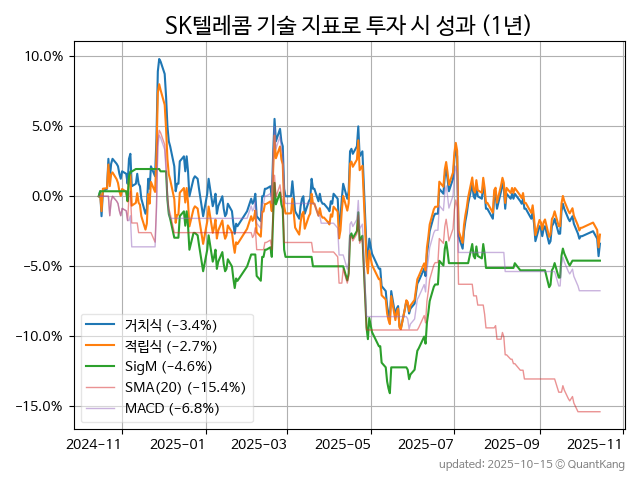 SK텔레콤 기술 지표로 투자 시 성과 (1년)
10.0%
5.0%
0.0%
−5.0%
−10.0%
−15.0%
거치식 (−3.4%)
적립식 (−2.7%)
SigM (−4.6%)
SMA(20) (−15.4%)
MACD (−6.8%)
2024−11 2025−01 2025−03 2025−05 2025−07 2025−09 2025−11
updated: 2025-10-15 © QuantKang